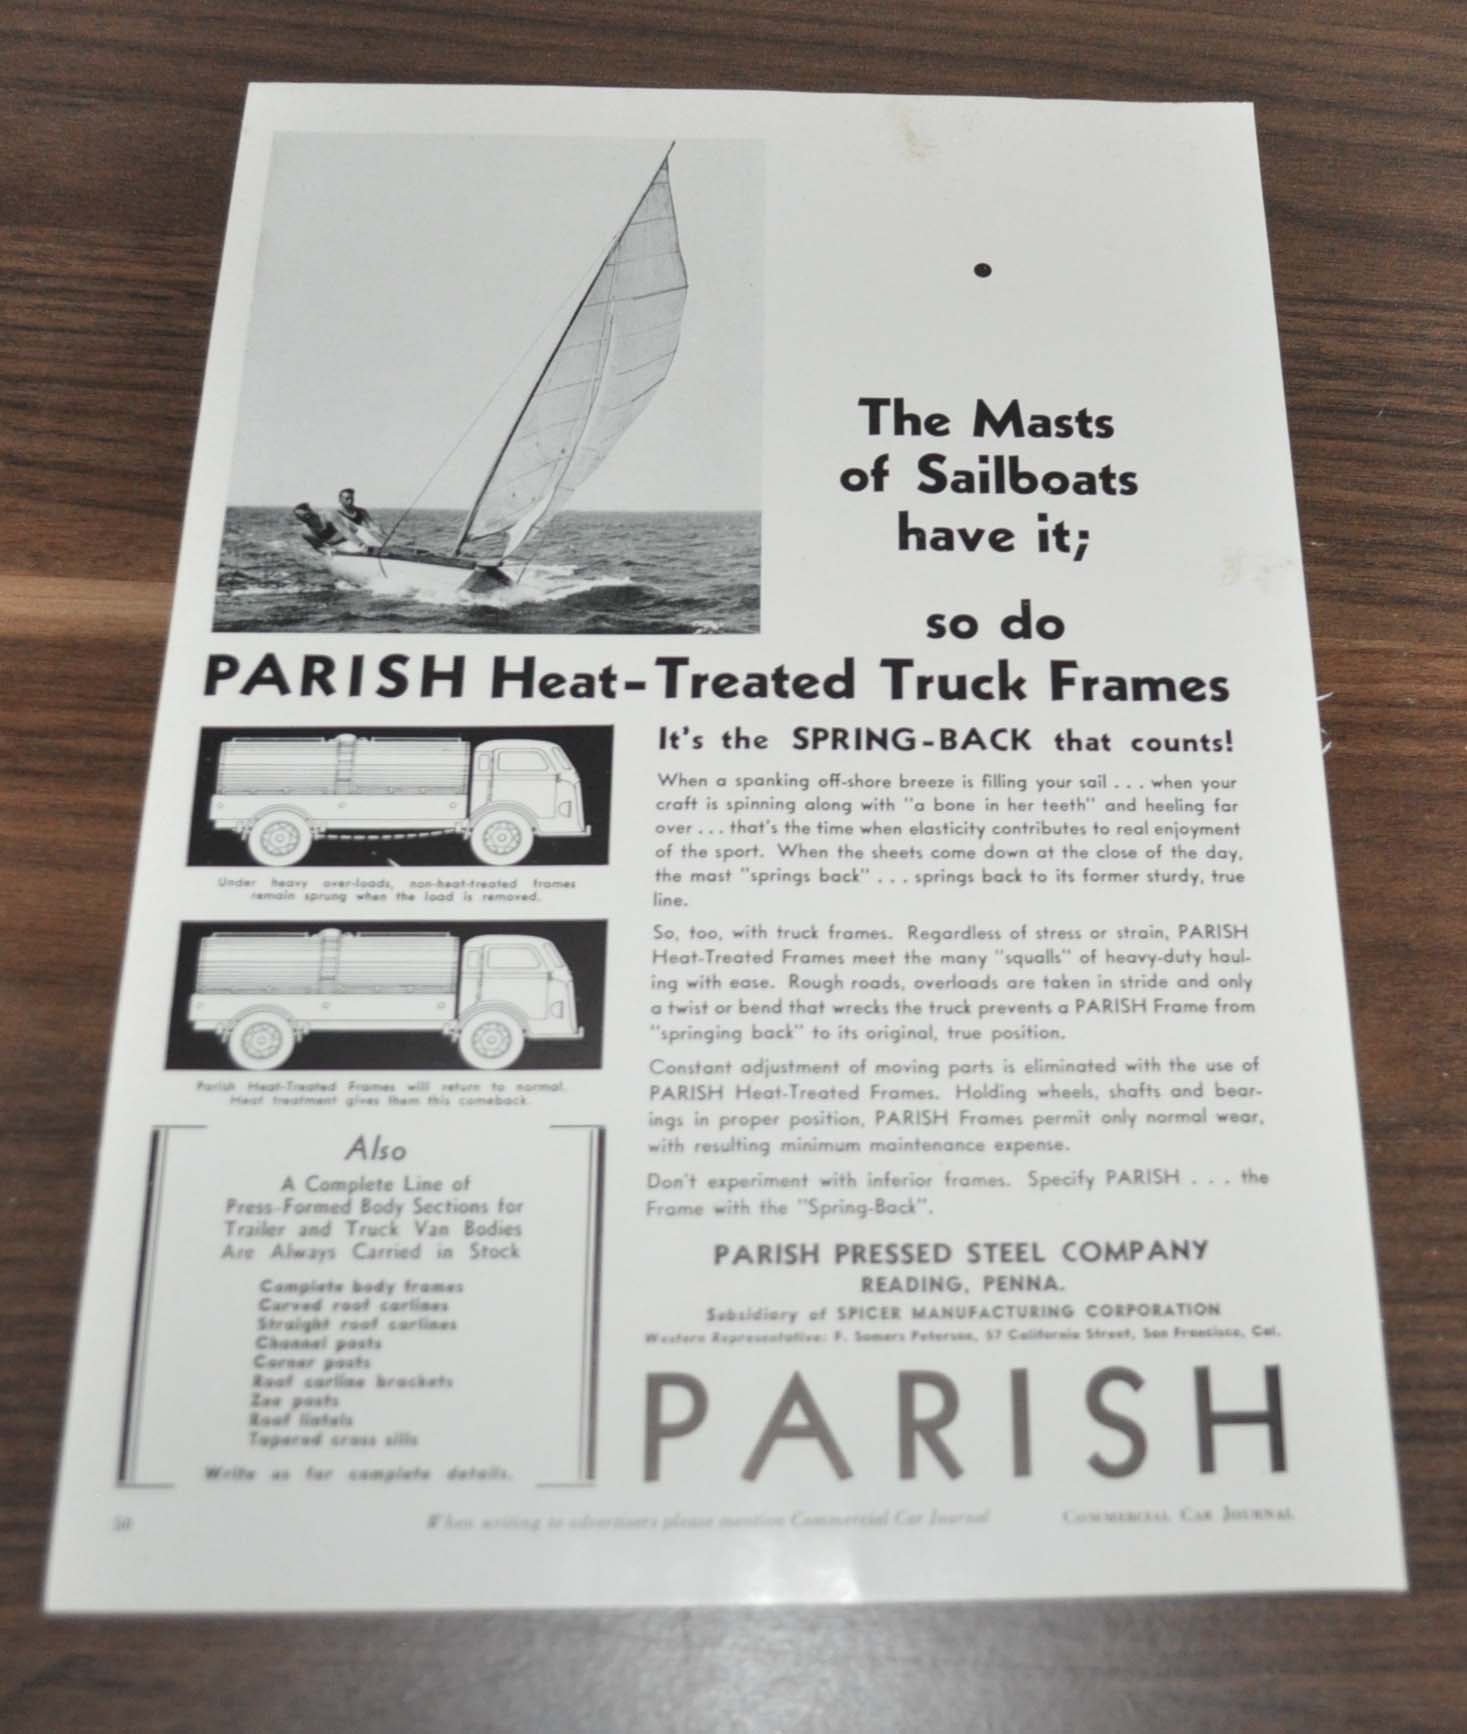 The Masts
of Sailboats
have it;
so do
PARISH Heat-Treated Truck Frames
Under heavy over-loads, non-heat-treated frames
remain sprung when the load is removed.
Parish Heat-Treated Frames will return to normal.
Heat treatment gives them this comeback.
Also
A Complete Line of
Press-Formed Body Sections for
Trailer and Truck Van Bodies
Are Always Carried in Stock
Complete body frames
Curved roof carlines
Straight roof carlines
Channel posts
Corner posts
Roof carline brackets
Zee posts
Roof lintels
Tapered cross sills
Write us for complete details.
It's the SPRING-BACK that counts!
When a spanking off-shore breeze is filling your sail . . . when your
craft is spinning along with "a bone in her teeth" and heeling far
over . . . that's the time when elasticity contributes to real enjoyment
of the sport. When the sheets come down at the close of the day,
the mast "springs back" . . . springs back to its former sturdy, true
line.
So, too, with truck frames. Regardless of stress or strain, PARISH
Heat-Treated Frames meet the many "squalls" of heavy-duty haul-
ing with ease. Rough roads, overloads are taken in stride and only
a twist or bend that wrecks the truck prevents a PARISH Frame from
"springing back" to its original, true position.
Constant adjustment of moving parts is eliminated with the use of
PARISH Heat-Treated Frames. Holding wheels, shafts and bear-
ings in proper position, PARISH Frames permit only normal wear,
with resulting minimum maintenance expense.
Don't experiment with inferior frames. Specify PARISH . . . the
Frame with the "Spring-Back".
PARISH PRESSED STEEL COMPANY
READING, PENNA.
Subsidiary of SPICER MANUFACTURING CORPORATION
Western Representative: F. Somers Peterson, 57 California Street, San Francisco, Cal.
PARISH
50
When writing to advertisers please mention Commercial Car Journal
COMMERCIAL CAR JOURNAL